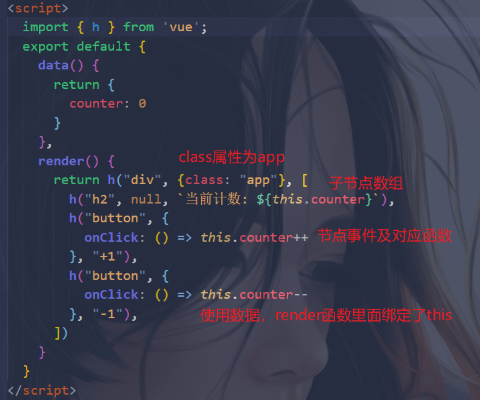 <script>
import { h } from 'vue';
export default {
data() {
return {
counter: 0
}
},
render() {
class属性为app
return h("div", {class: "app"}, [
子节点数组
h("h2", null, `当前计数: ${this.counter}`),
h("button", {
onClick: () => this.counter++
节点事件及对应函数
}, "+1"),
h("button", {
onClick: () => this.counter--
}, "-1"),
使用数据，render函数里面绑定了this
])
}
}
</script>